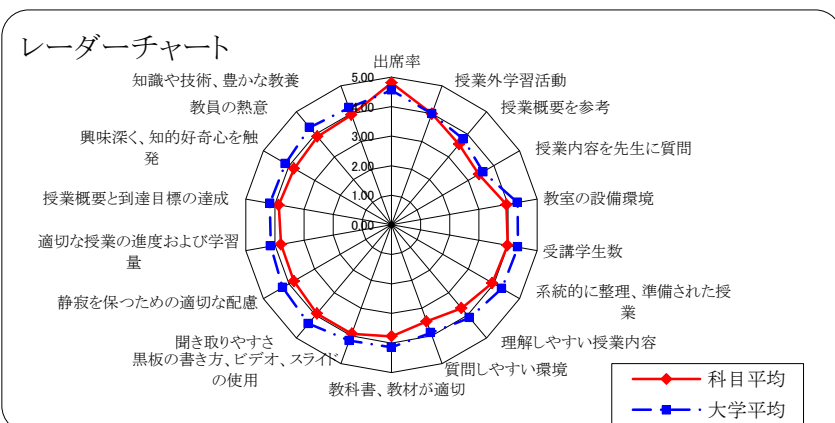 レーダーチャート
出席率
授業外学習活動
授業概要を参考
授業内容を先生に質問
教室の設備環境
受講学生数
系統的に整理、準備された授
業
理解しやすい授業内容
質問しやすい環境
教科書、教材が適切
黒板の書き方、ビデオ、スライド
の使用
聞き取りやすさ
静寂を保つための適切な配慮
適切な授業の進度および学習
量
授業概要と到達目標の達成
興味深く、知的好奇心を触
発
教員の熱意
知識や技術、豊かな教養
5.00
4.00
3.00
2.00
1.00
0.00
科目平均
大学平均